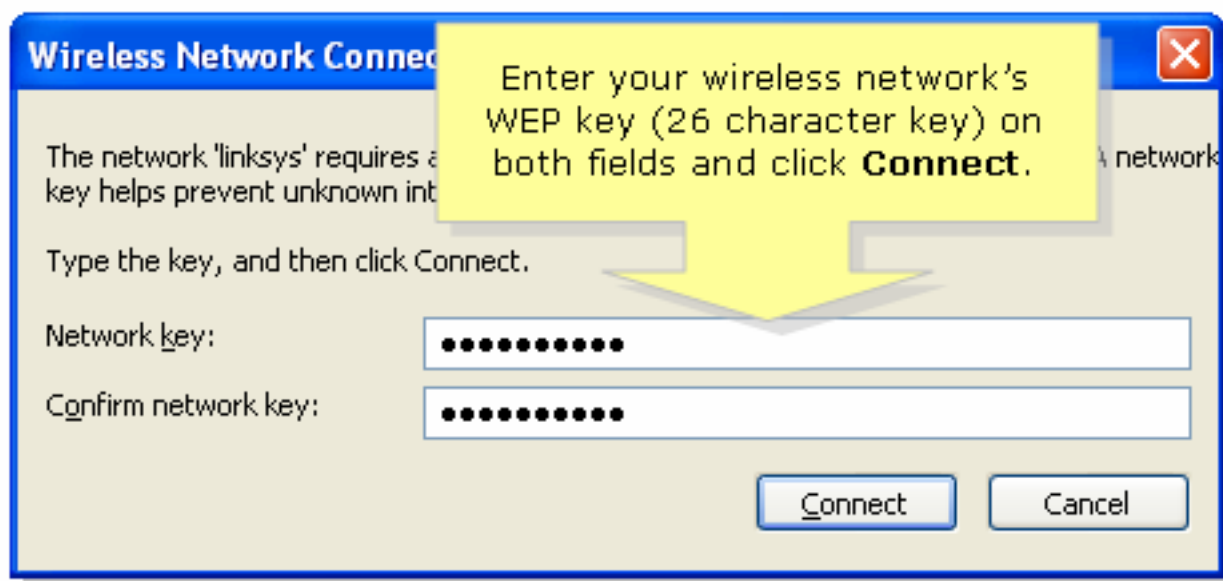 Wireless Network Connec
Enter your wireless network's
WEP key (26 character key) on
both fields and click Connect.
The network 'linksys' requires a
network
key helps prevent unknown int
Type the key, and then click Connect.
Network key:
••••••••••
Confirm network key:
••••••••••
Connect
Cancel